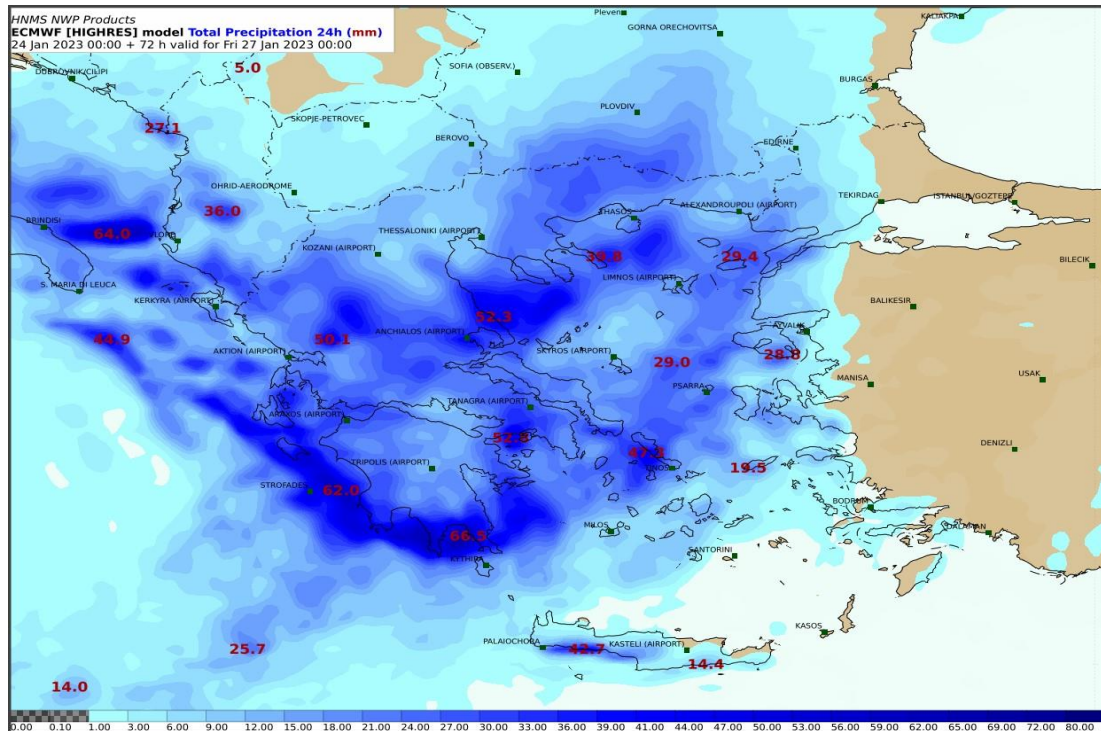 HNMS NWP Products
ECMWF [HIGHRES] model Total Precipitation 24h (mm)
24 Jan 2023 00:00 + 72 h valid for Fri 27 Jan 2023 00:00
Pleven
KALIAKPA
GORNA ORECHOVITSA
5.0
SOFIA (OBSERV.)
DUBROVNIK/CILIPI
BURGAS
PLOVDIV
SKOPJE-PETROVEC
27.1
BEROVO
EDIRNE
OHRID-AERODROME
TEKIRDAG
ISTANBUL/GOZTEPE
36.0
THASOS
ALEXANDROUPOLI (AIRPORT)
BRINDISI
64.0
THESSALONIKI (AIRPORT)
KOZANI (AIRPORT)
29.4
BILECIK
LIMNOS (AIRPORT)
S. MARIA DI LEUCA
KERKYRA (AIRPORT)
BALIKESIR
52.3
44.9
50.1
ANCHIALOS (AIRPORT)
AYVALIK
AKTION (AIRPORT)
SKYROS (AIRPORT)
29.0
28.8
MANISA
USAK
PSARRA
TANAGRA (AIRPORT)
ARAXOS (AIRPORT)
DENIZLI
TRIPOLIS (AIRPORT)
19.5
STROFADES
62.0
BODRUM
MILOS
DALAMAN
66.5
SANTORINI
KYTHIRA
KASOS
PALAIOCHORA
KASTELI (AIRPORT)
25.7
42.7
14.4
14.0
0.00 0.10 1.00 3.00 6.00 9.00 12.00 15.00 18.00 21.00 24.00 27.00 30.00 33.00 36.00 39.00 41.00 44.00 47.00 50.00 53.00 56.00 59.00 62.00 66.00 69.00 72.00 80.00